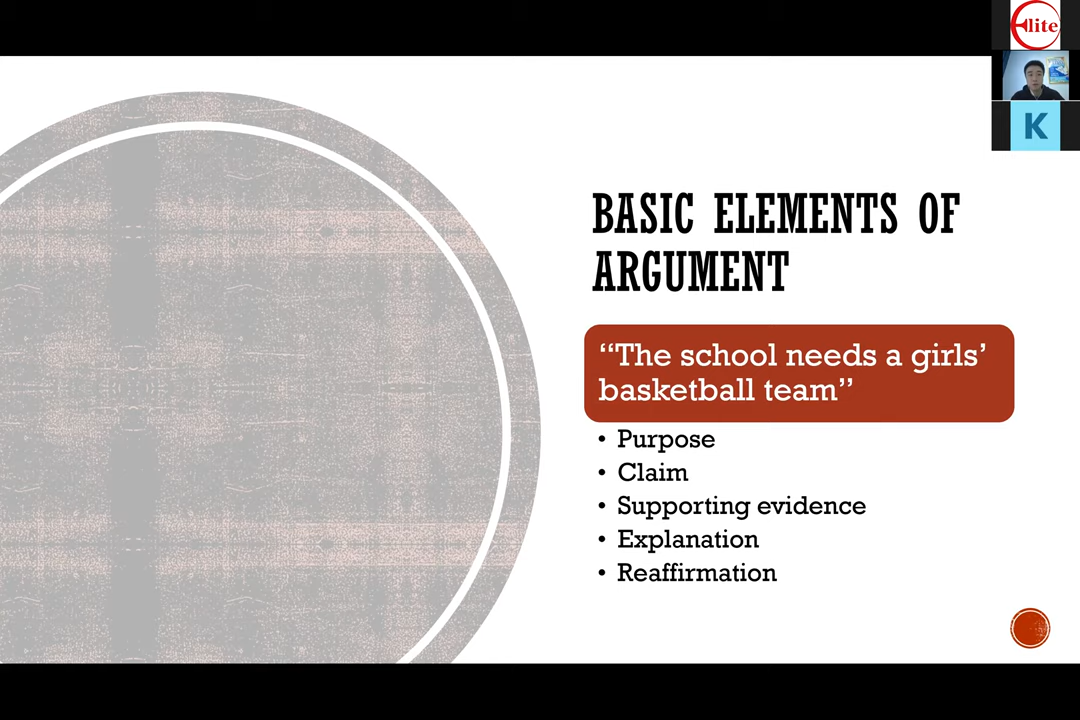 Elite
K
BASIC ELEMENTS OF
ARGUMENT
“The school needs a girls’
basketball team”
• Purpose
• Claim
• Supporting evidence
• Explanation
• Reaffirmation